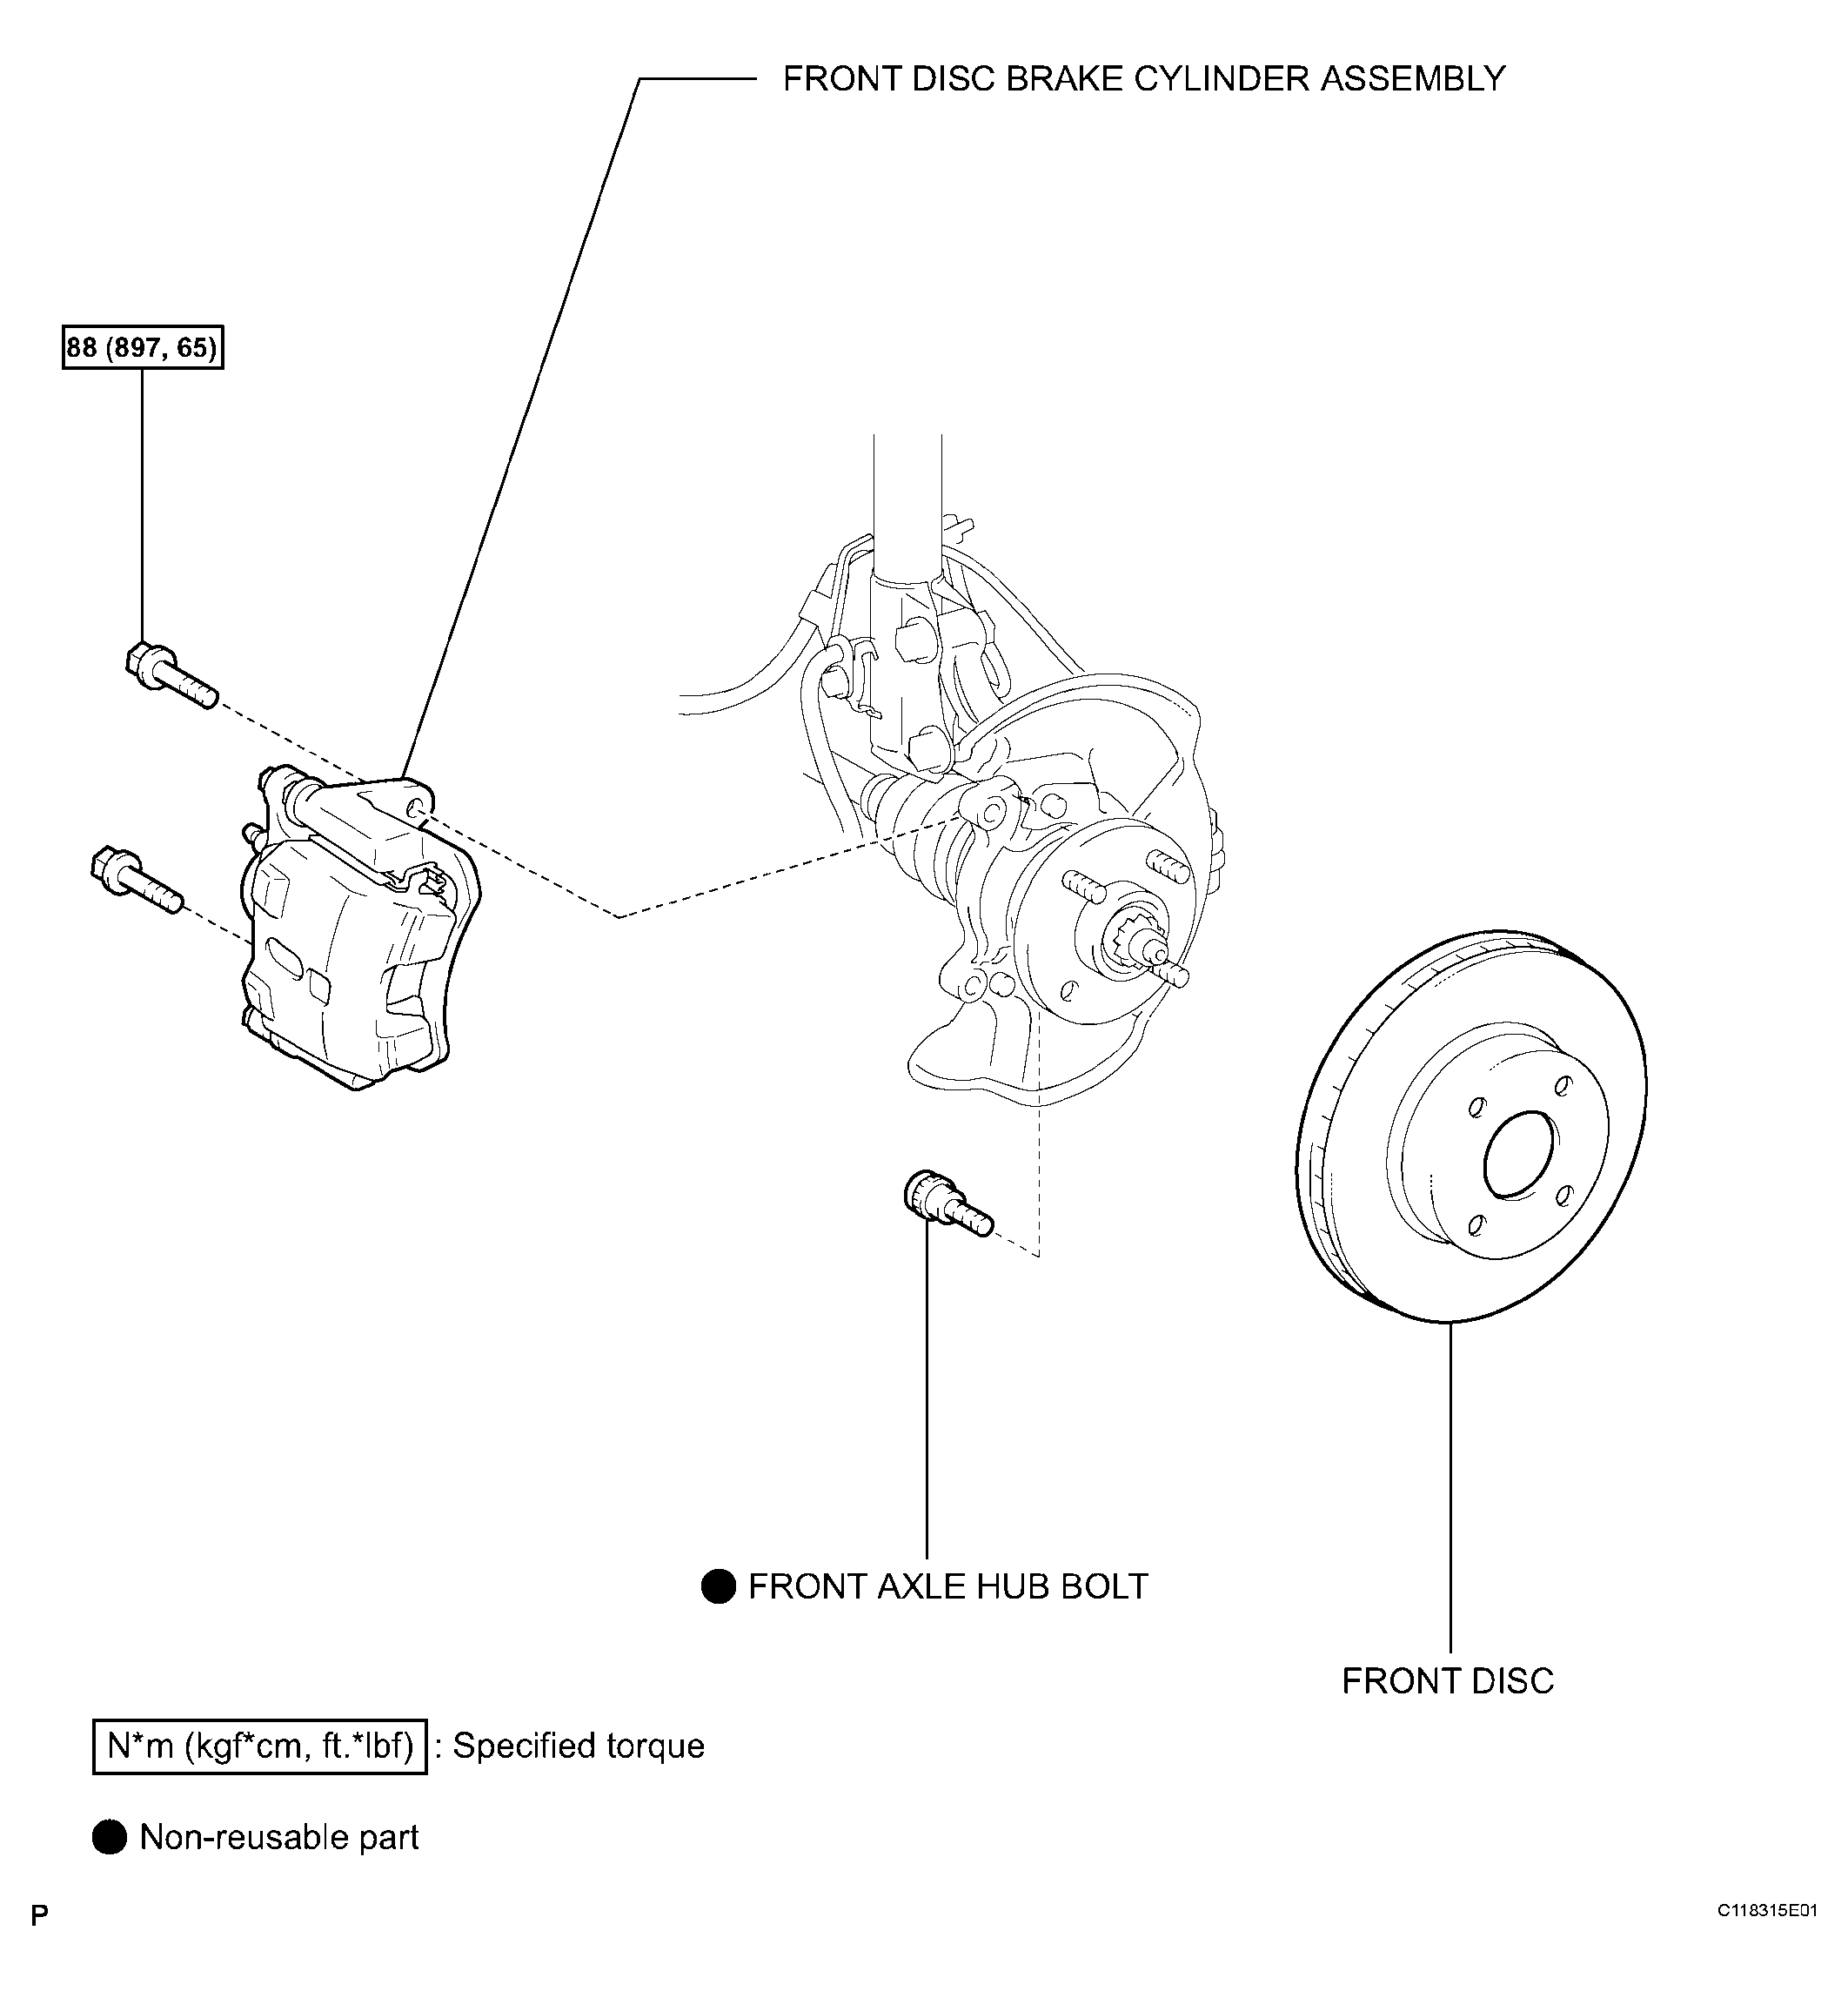 FRONT DISC BRAKE CYLINDER ASSEMBLY
88 (897, 65)
● FRONT AXLE HUB BOLT
FRONT DISC
N*m (kgf*cm, ft.*lbf) : Specified torque
● Non-reusable part
P
C118315E01